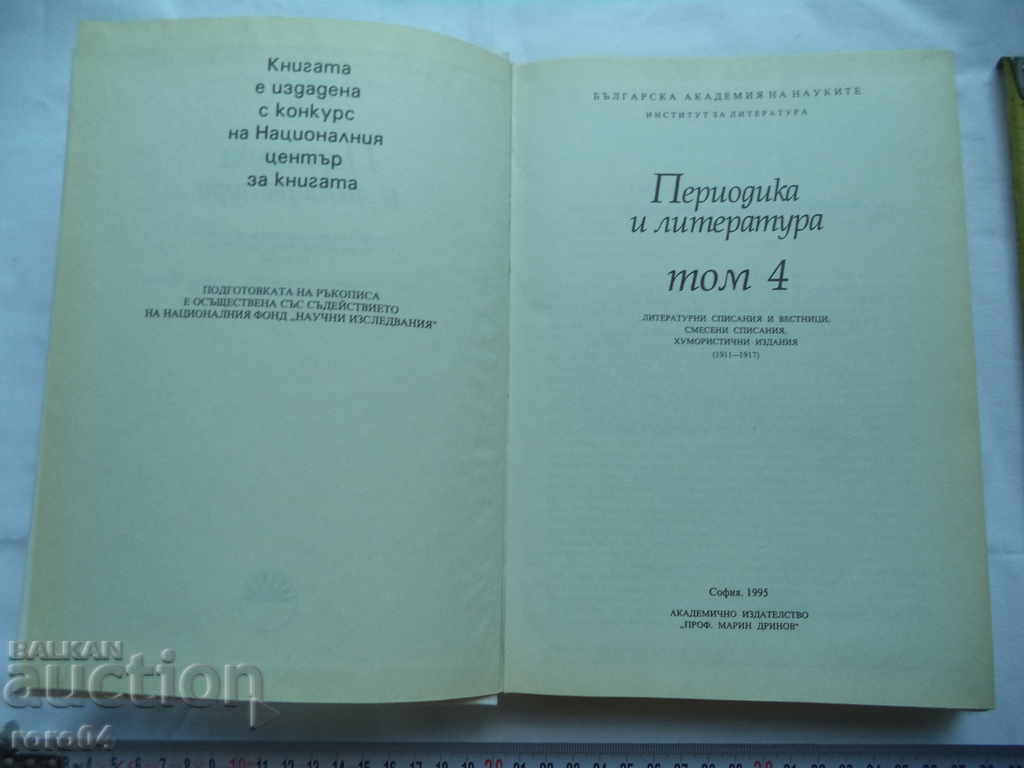 Книгата
е издадена
с конкурс
на Националния
център
за книгата
ПОДГОТОВКАТА НА РЪКОПИСА
Е ОСЪЩЕСТВЕНА СЪС СЪДЕЙСТВИЕТО
НА НАЦИОНАЛНИЯ ФОНД „НАУЧНИ ИЗСЛЕДВАНИЯ“
БЪЛГАРСКА АКАДЕМИЯ НА НАУКИТЕ
ИНСТИТУТ ЗА ЛИТЕРАТУРА
Периодика
и литература
том 4
ЛИТЕРАТУРНИ СПИСАНИЯ И ВЕСТНИЦИ,
СМЕСЕНИ СПИСАНИЯ,
ХУМОРИСТИЧНИ ИЗДАНИЯ
(1911—1917)
София, 1995
АКАДЕМИЧНО ИЗДАТЕЛСТВО
„ПРОФ. МАРИН ДРИНОВ“
BALKAN
auction.bg
roro04